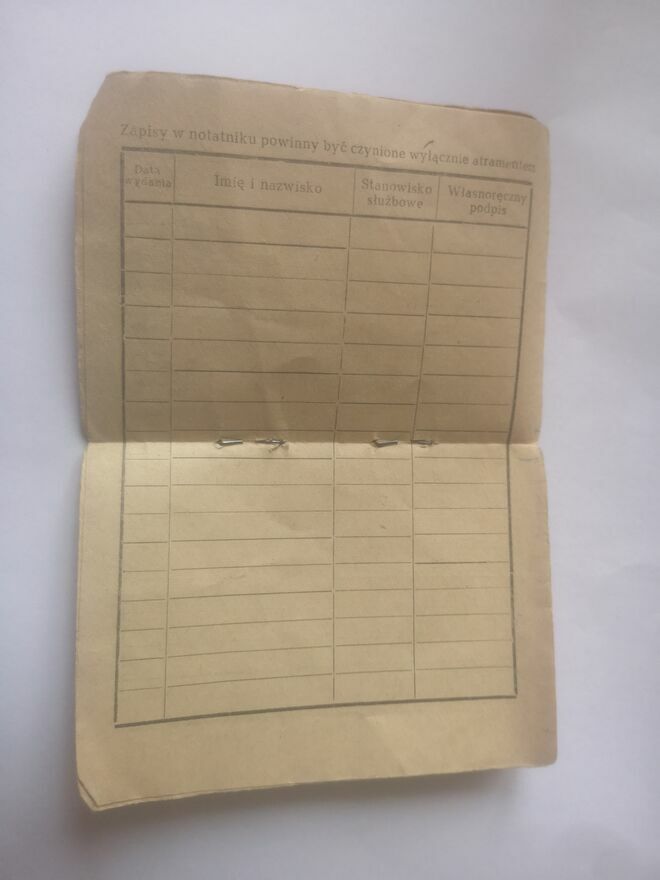 Zapisy w notatniku powinny być czynione wyłącznie atramentem
Data wydania
Imię i nazwisko
Stanowisko służbowe
Własnoręczny podpis